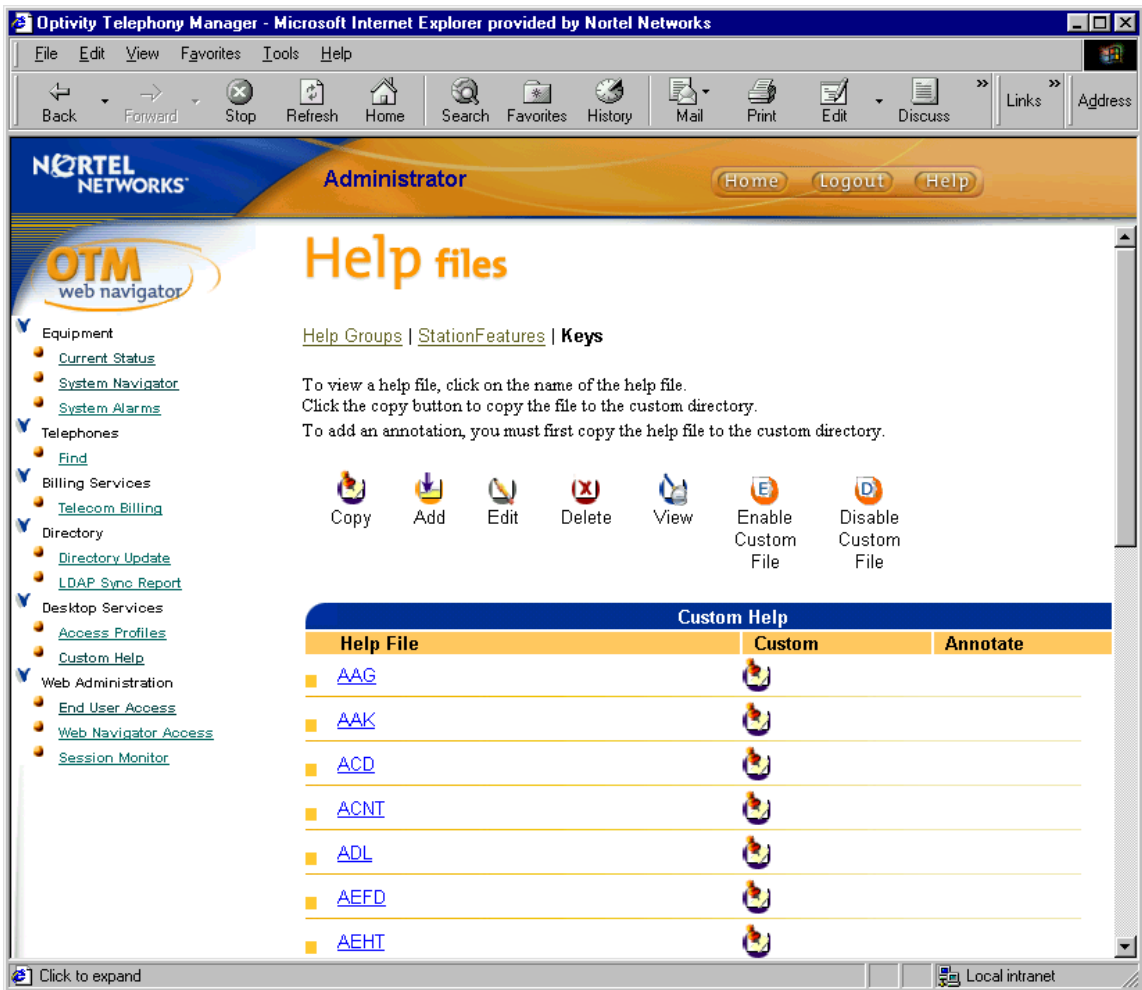 Optivity Telephony Manager - Microsoft Internet Explorer provided by Nortel Networks
File Edit View Favorites Tools Help
Back Forward Stop Refresh Home Search Favorites History Mail Print Edit Discuss » Links » Address
NORTEL
NETWORKS
Administrator
Home Logout Help
OTM
web navigator
Equipment
Current Status
System Navigator
System Alarms
Telephones
Find
Billing Services
Telecom Billing
Directory
Directory Update
LDAP Sync Report
Desktop Services
Access Profiles
Custom Help
Web Administration
End User Access
Web Navigator Access
Session Monitor
Help files
Help Groups | StationFeatures | Keys
To view a help file, click on the name of the help file.
Click the copy button to copy the file to the custom directory.
To add an annotation, you must first copy the help file to the custom directory.
E D
Copy Add Edit Delete View Enable Disable
Custom Custom
File File
Custom Help
Help File Custom Annotate
AAG
AAK
ACD
ACNT
ADL
AEFD
AEHT
Click to expand Local intranet